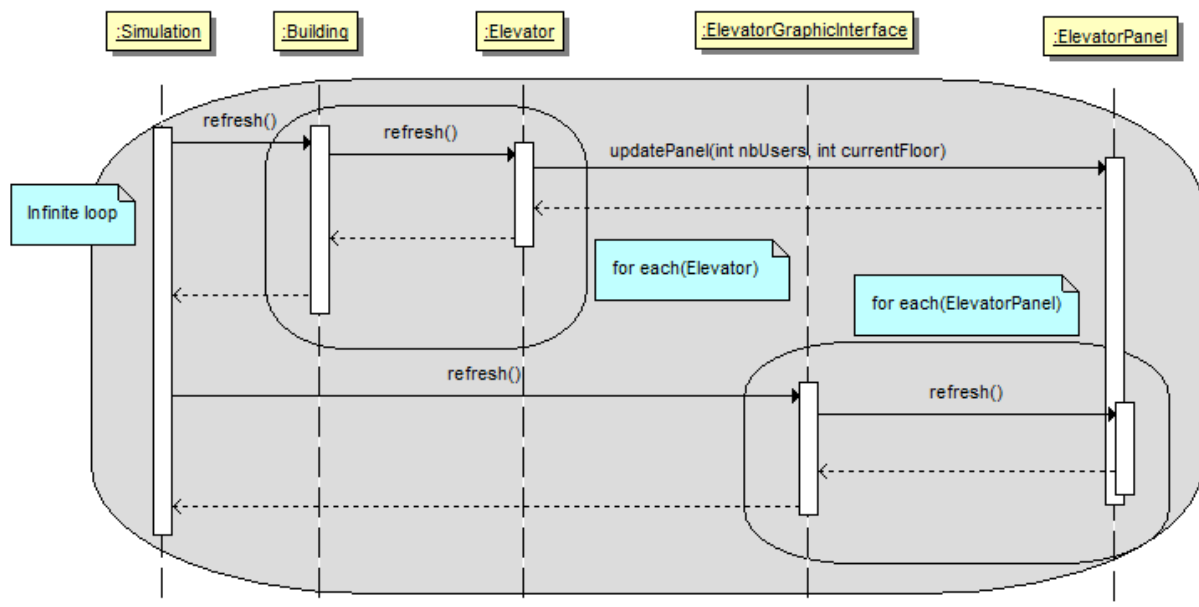 :Simulation
:Building
:Elevator
:ElevatorGraphicInterface
:ElevatorPanel
refresh()
refresh()
updatePanel(int nbUsers, int currentFloor)
Infinite loop
for each(Elevator)
for each(ElevatorPanel)
refresh()
refresh()